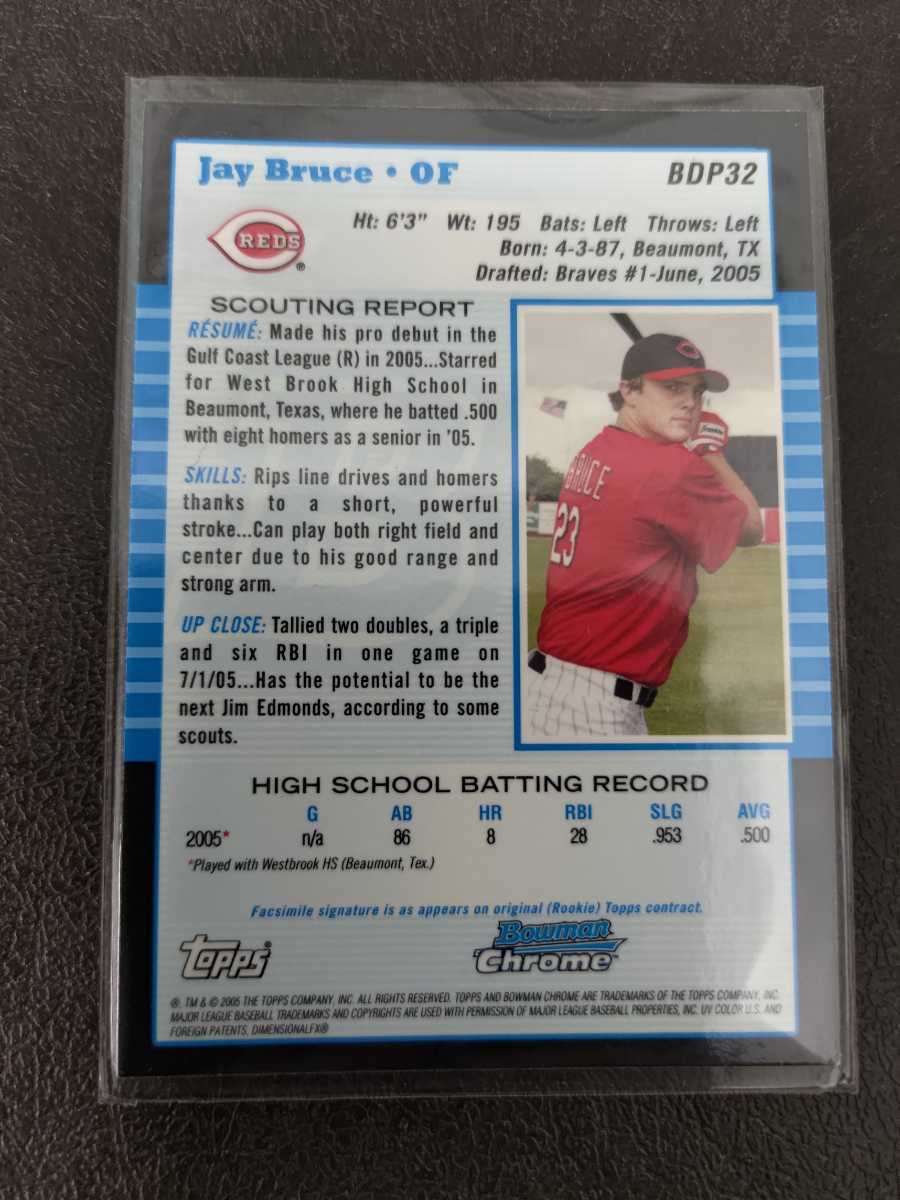 Jay Bruce • OF
BDP32
REDS
®
Ht: 6'3" Wt: 195 Bats: Left Throws: Left
Born: 4-3-87, Beaumont, TX
Drafted: Braves #1-June, 2005
SCOUTING REPORT
RÉSUMÉ: Made his pro debut in the
Gulf Coast League (R) in 2005...Starred
for West Brook High School in
Beaumont, Texas, where he batted .500
with eight homers as a senior in '05.
SKILLS: Rips line drives and homers
thanks to a short, powerful
stroke...Can play both right field and
center due to his good range and
strong arm.
UP CLOSE: Tallied two doubles, a triple
and six RBI in one game on
7/1/05...Has the potential to be the
next Jim Edmonds, according to some
scouts.
Franklin
BRUCE
23
HIGH SCHOOL BATTING RECORD
G AB HR RBI SLG AVG
2005* n/a 86 8 28 .953 .500
*Played with Westbrook HS (Beaumont, Tex.)
Facsimile signature is as appears on original (Rookie) Topps contract.
Topps®
Bowman
Chrome™
®, TM & © 2005 THE TOPPS COMPANY, INC. ALL RIGHTS RESERVED. TOPPS AND BOWMAN CHROME ARE TRADEMARKS OF THE TOPPS COMPANY, INC.
MAJOR LEAGUE BASEBALL TRADEMARKS AND COPYRIGHTS ARE USED WITH PERMISSION OF MAJOR LEAGUE BASEBALL PROPERTIES, INC. UV COLOR U.S. AND
FOREIGN PATENTS, DIMENSIONALFX®